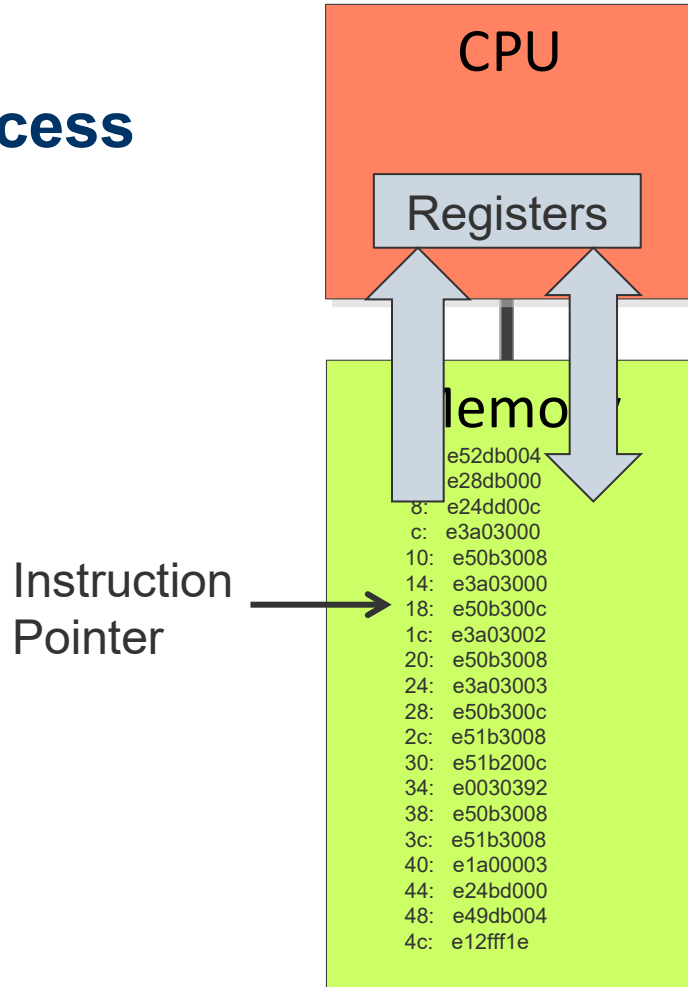 CPU
cess
Registers
e52db004
e28db000
8: e24dd00c
c: e3a03000
10: e50b3008
14: e3a03000
Instruction
Pointer
18: e50b300c
1c: e3a03002
20: e50b3008
24: e3a03003
28: e50b300c
2c: e51b3008
30: e51b200c
34: e0030392
38: e50b3008
3c: e51b3008
40: e1a00003
44: e24bd000
48: e49db004
4c: e12fff1e